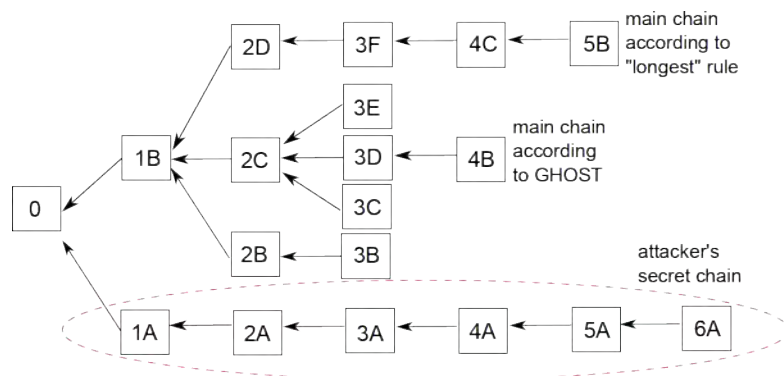 2D
3F
4C
5B
main chain
according to
"longest" rule
3E
1B
2C
3D
4B
main chain
according
to GHOST
3C
0
2B
3B
attacker's
secret chain
1A
2A
3A
4A
5A
6A